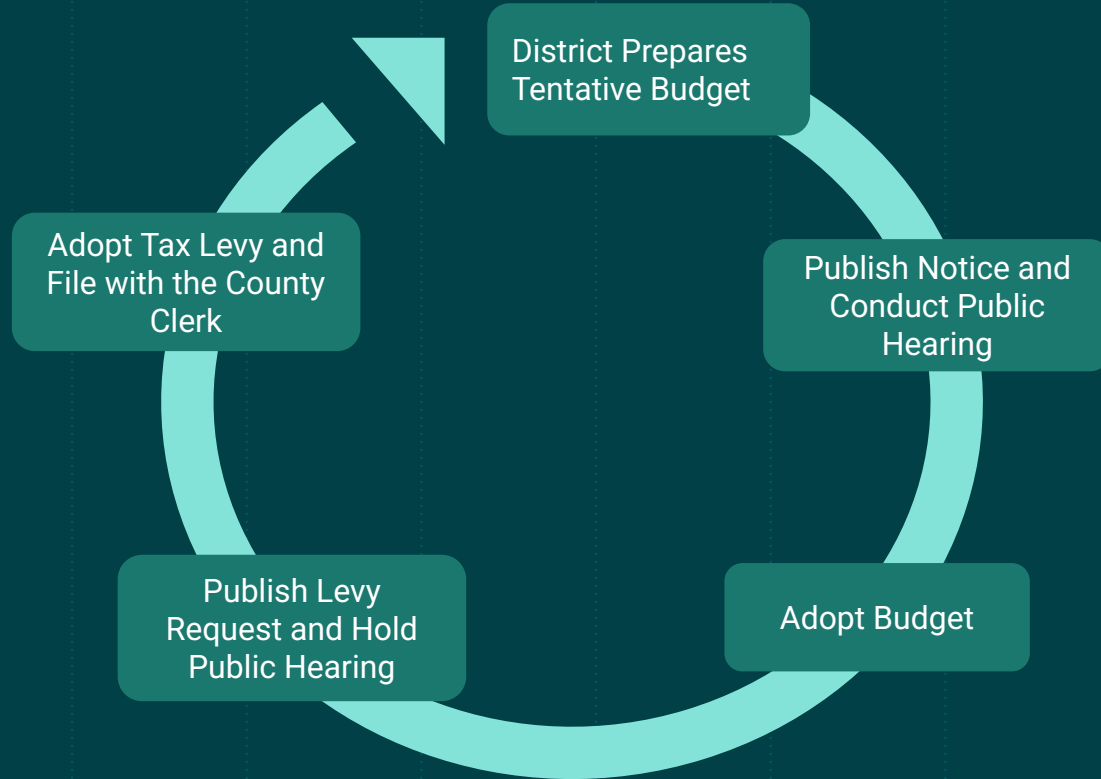 District Prepares
Tentative Budget
Publish Notice and
Conduct Public
Hearing
Adopt Budget
Publish Levy
Request and Hold
Public Hearing
Adopt Tax Levy and
File with the County
Clerk